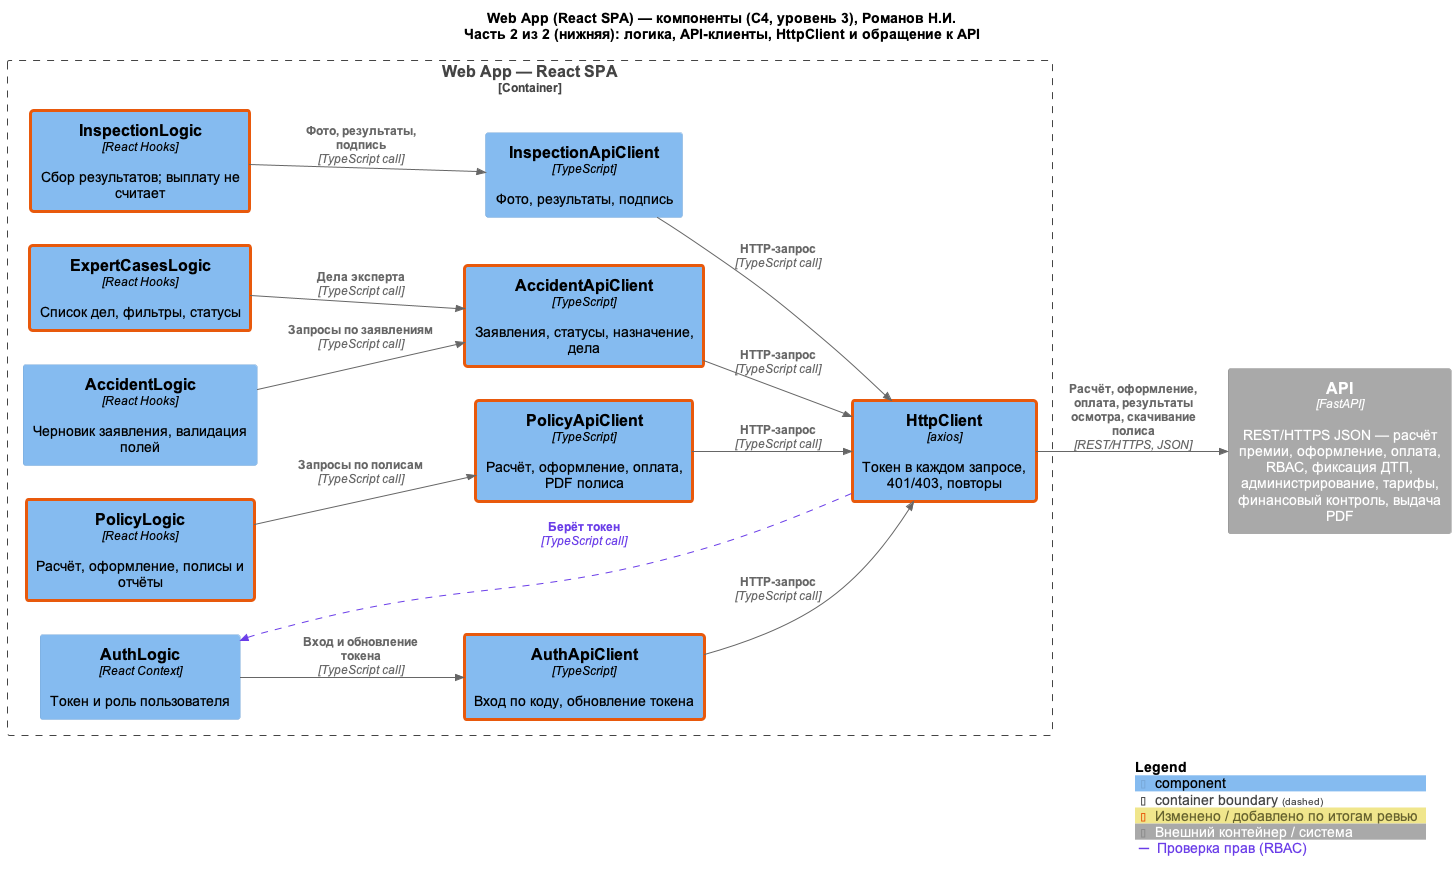 Web App (React SPA) — компоненты (C4, уровень 3), Романов Н.И.
Часть 2 из 2 (нижняя): логика, API-клиенты, HttpClient и обращение к API
Web App — React SPA
[Container]
InspectionLogic
[React Hooks]
Сбор результатов; выплату не
считает
Фото, результаты,
подпись
[TypeScript call]
InspectionApiClient
[TypeScript]
Фото, результаты, подпись
HTTP-запрос
[TypeScript call]
ExpertCasesLogic
[React Hooks]
Список дел, фильтры, статусы
Дела эксперта
[TypeScript call]
Запросы по заявлениям
[TypeScript call]
AccidentApiClient
[TypeScript]
Заявления, статусы, назначение,
дела
HTTP-запрос
[TypeScript call]
AccidentLogic
[React Hooks]
Черновик заявления, валидация
полей
Запросы по полисам
[TypeScript call]
PolicyApiClient
[TypeScript]
Расчёт, оформление, оплата,
PDF полиса
HTTP-запрос
[TypeScript call]
HttpClient
[axios]
Токен в каждом запросе,
401/403, повторы
Расчёт, оформление,
оплата, результаты
осмотра, скачивание
полиса
[REST/HTTPS, JSON]
API
[FastAPI]
REST/HTTPS JSON — расчёт
премии, оформление, оплата,
RBAC, фиксация ДТП,
администрирование, тарифы,
финансовый контроль, выдача
PDF
PolicyLogic
[React Hooks]
Расчёт, оформление, полисы и
отчёты
Берёт токен
[TypeScript call]
HTTP-запрос
[TypeScript call]
AuthLogic
[React Context]
Токен и роль пользователя
Вход и обновление
токена
[TypeScript call]
AuthApiClient
[TypeScript]
Вход по коду, обновление токена
Legend
component
container boundary (dashed)
Изменено / добавлено по итогам ревью
Внешний контейнер / система
— Проверка прав (RBAC)